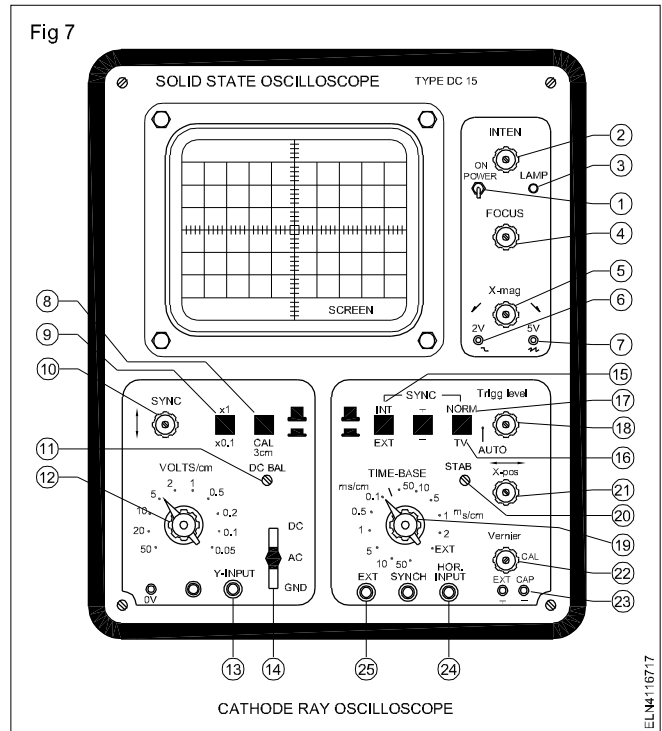 Fig 7
SOLID STATE OSCILLOSCOPE TYPE DC 15
INTEN
ON
POWER
LAMP
FOCUS
X-mag
2V 5V
SCREEN
2
3
1
4
5
6
7
8
9
10
11
12
SYNC
x1
x0.1
CAL
3cm
DC BAL
VOLTS/cm
50
20
10
5
2
1
0.5
0.2
0.1
0.05
DC
AC
GND
0V
Y-INPUT
13
14
SYNC
INT
EXT
NORM
TV
Trigg level
AUTO
X-pos
TIME-BASE
STAB
ms/cm
0.1
0.5
1
5
10
50
50
10
5
1
2
EXT
ms/cm
Vernier
CAL
EXT CAP
EXT SYNCH HOR.
INPUT
15
17
18
16
21
20
19
22
23
25
24
CATHODE RAY OSCILLOSCOPE
ELN4116717